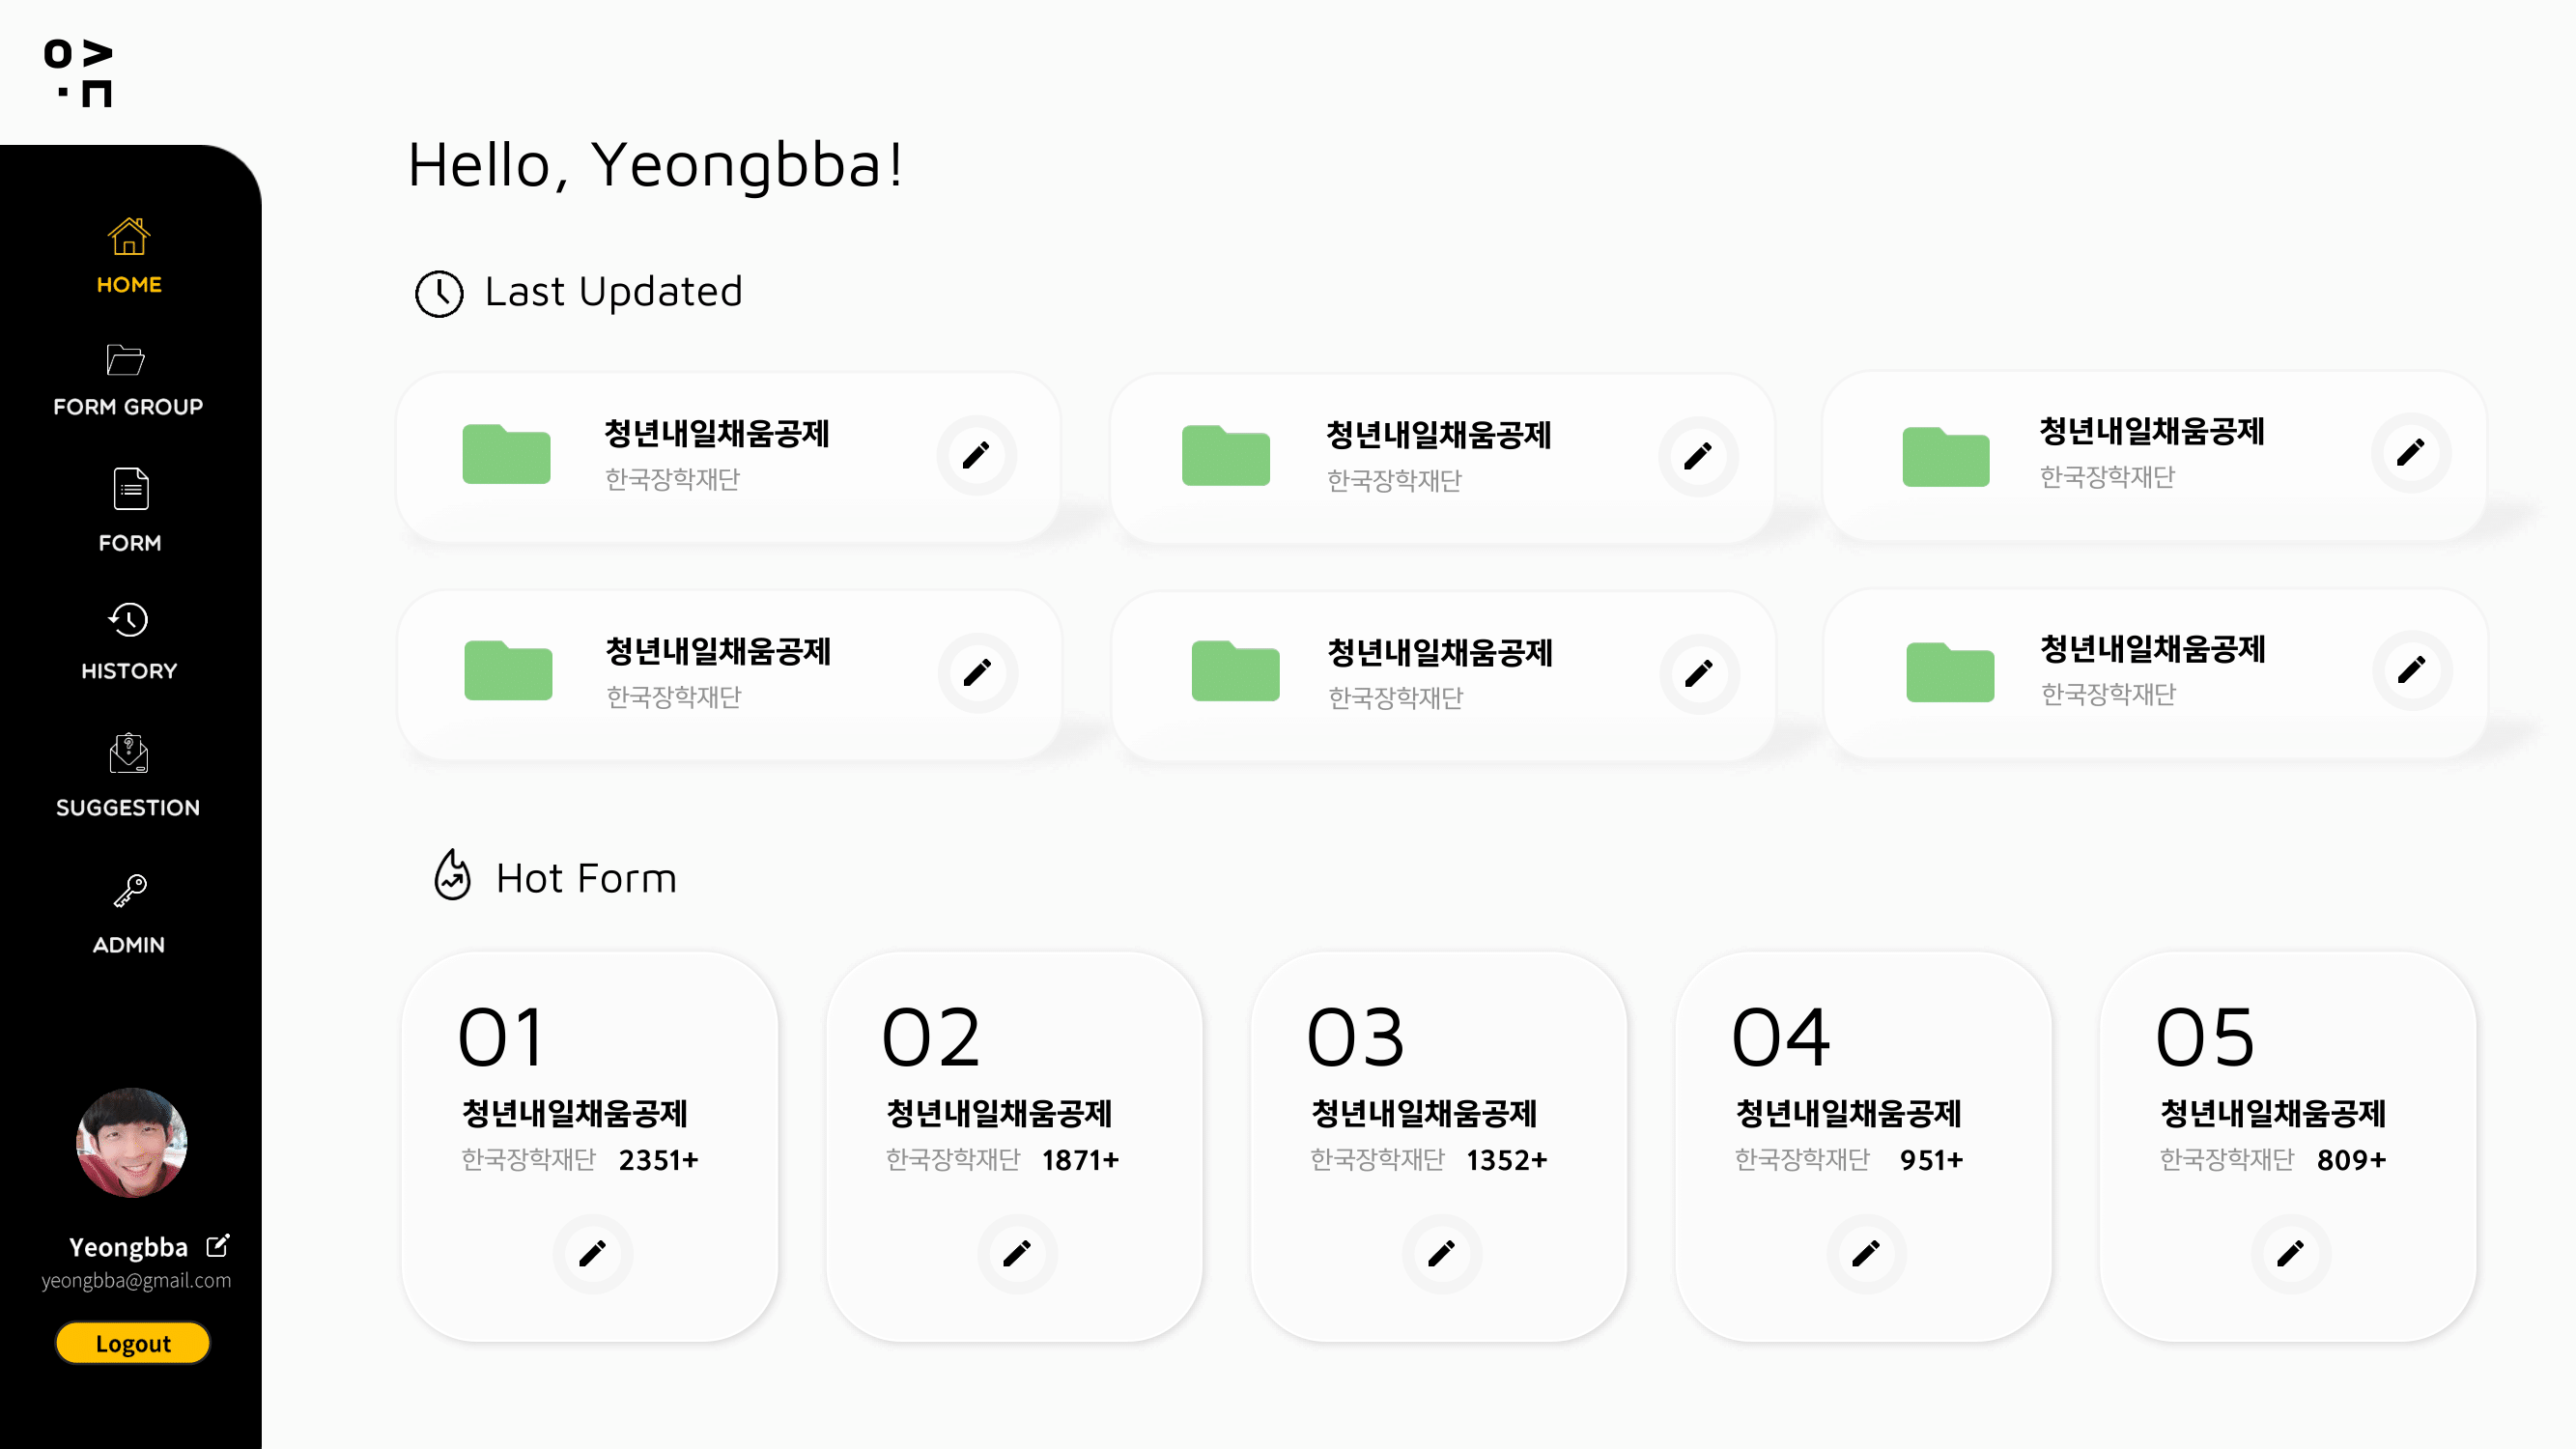 HOME
FORM GROUP
FORM
HISTORY
SUGGESTION
ADMIN
Yeongbba
yeongbba@gmail.com
Logout
Hello, Yeongbba!
Last Updated
청년내일채움공제
한국장학재단
청년내일채움공제
한국장학재단
청년내일채움공제
한국장학재단
청년내일채움공제
한국장학재단
청년내일채움공제
한국장학재단
청년내일채움공제
한국장학재단
Hot Form
01
청년내일채움공제
한국장학재단 2351+
02
청년내일채움공제
한국장학재단 1871+
03
청년내일채움공제
한국장학재단 1352+
04
청년내일채움공제
한국장학재단 951+
05
청년내일채움공제
한국장학재단 809+